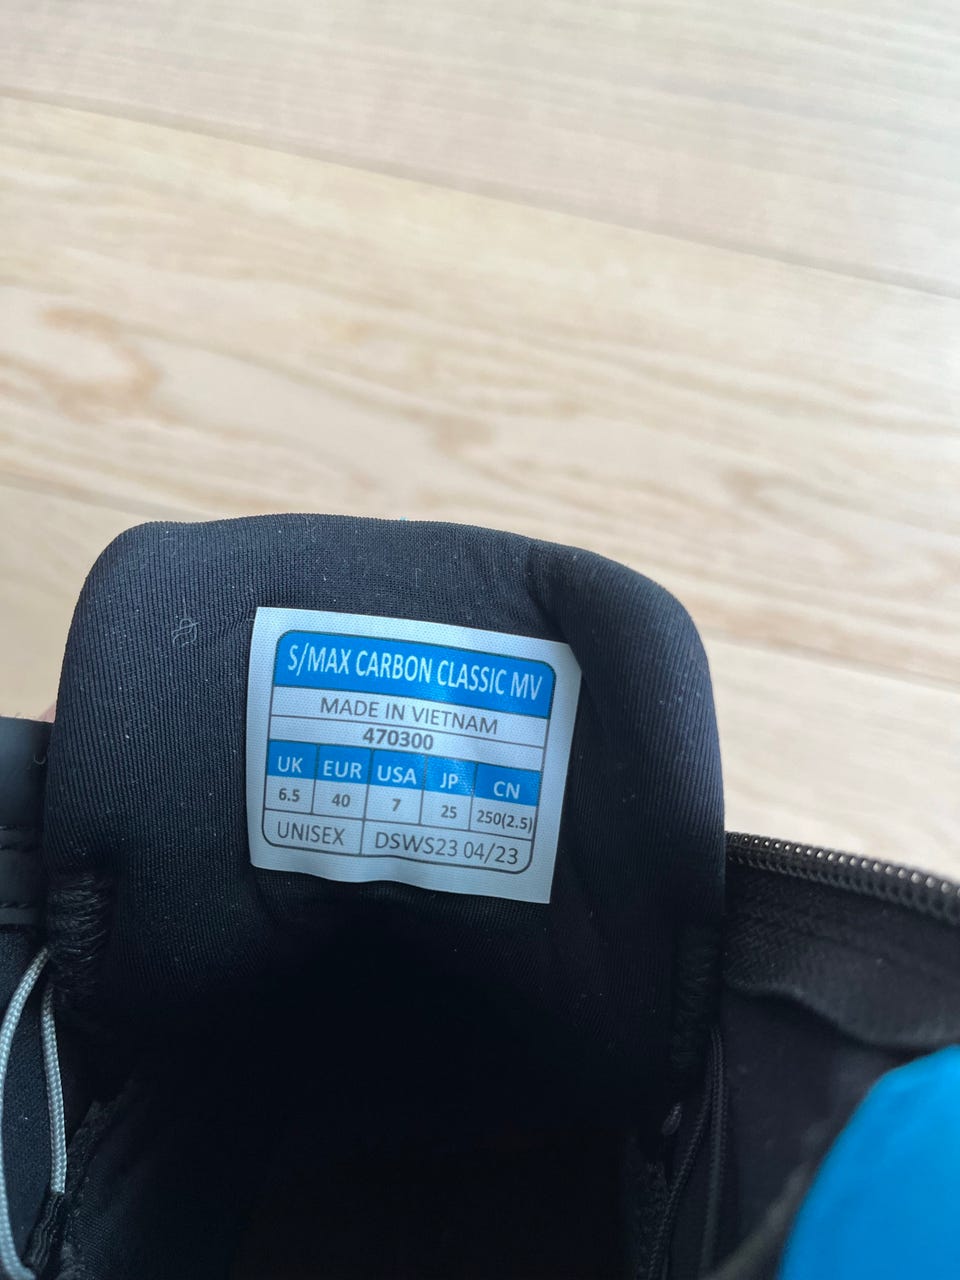 S/MAX CARBON CLASSIC MV
MADE IN VIETNAM
470300
UK EUR USA JP CN
6.5 40 7 25 250(2.5)
UNISEX DSWS23 04/23